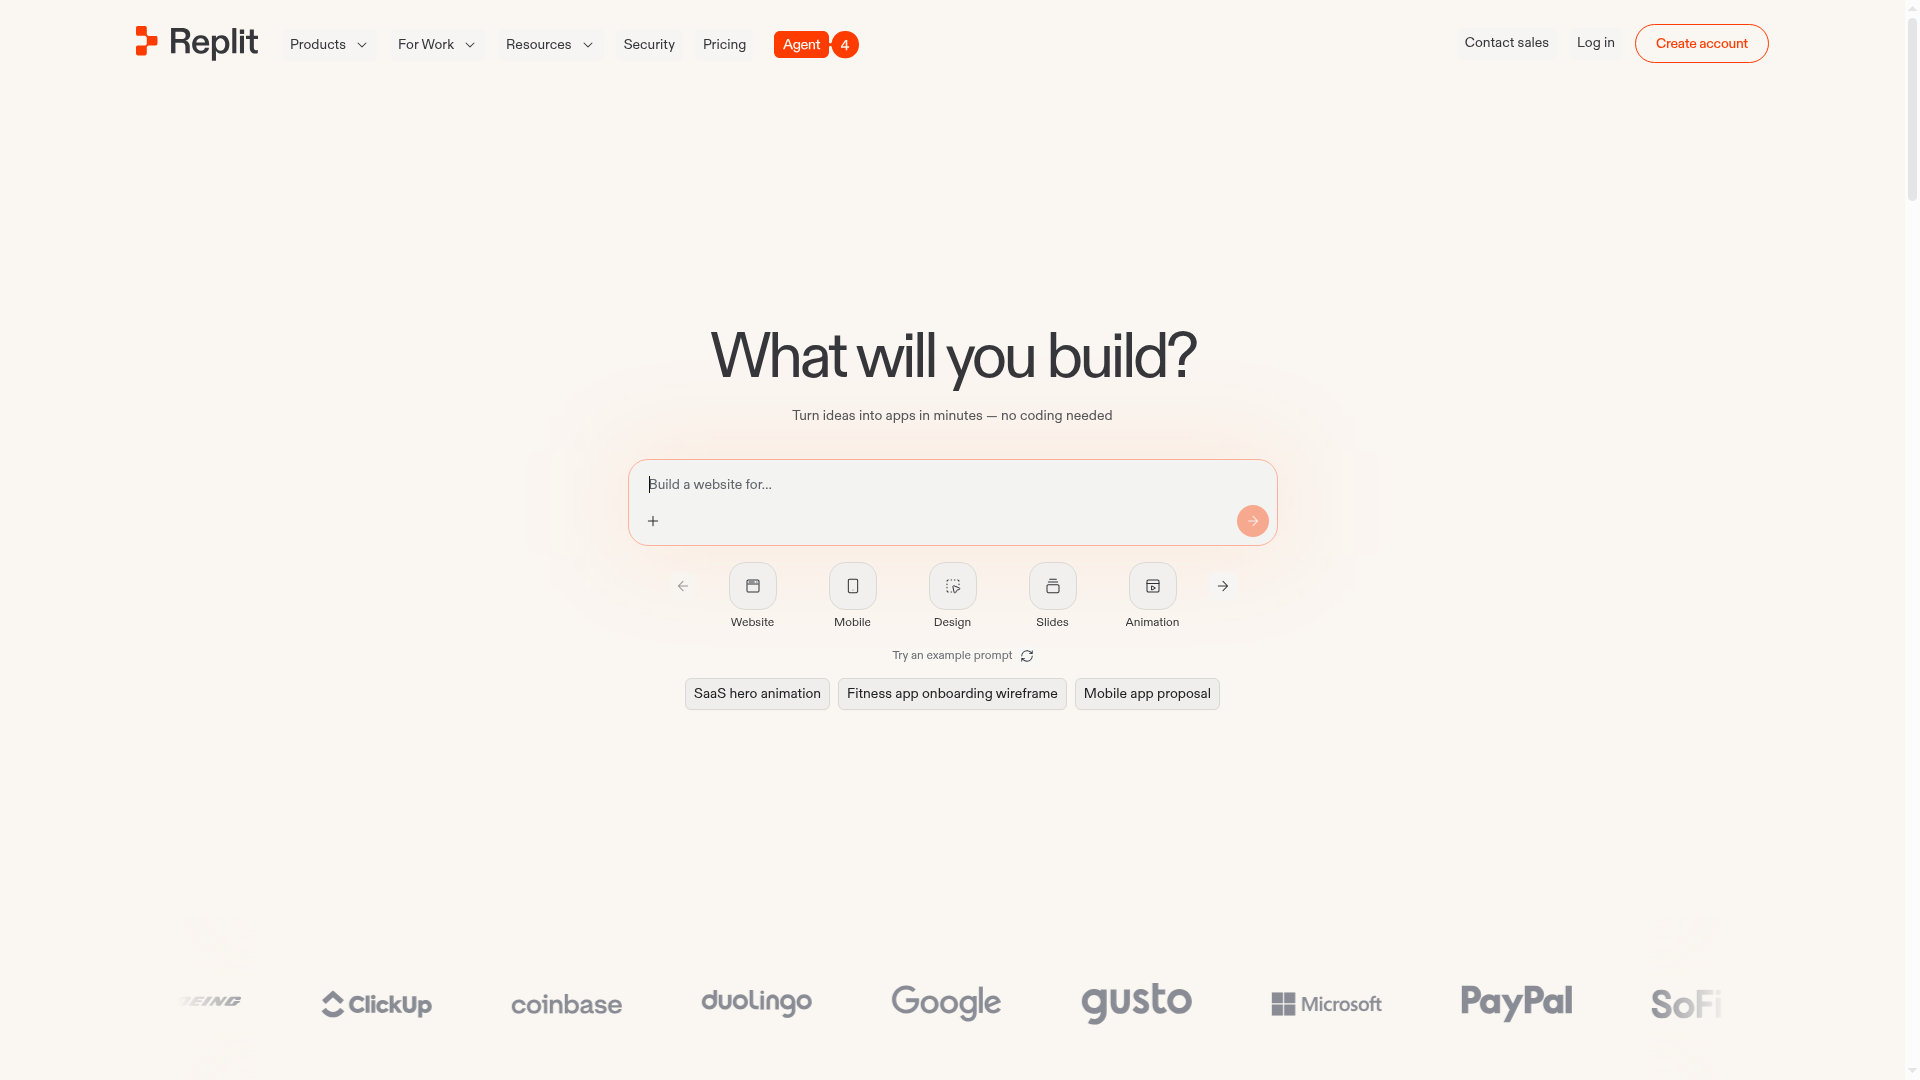 Replit
Products
For Work
Resources
Security
Pricing
Agent 4
Contact sales
Log in
Create account
What will you build?
Turn ideas into apps in minutes — no coding needed
Build a website for...
Website
Mobile
Design
Slides
Animation
Try an example prompt
SaaS hero animation
Fitness app onboarding wireframe
Mobile app proposal
EING
ClickUp
coinbase
duolingo
Google
gusto
Microsoft
PayPal
SoFi